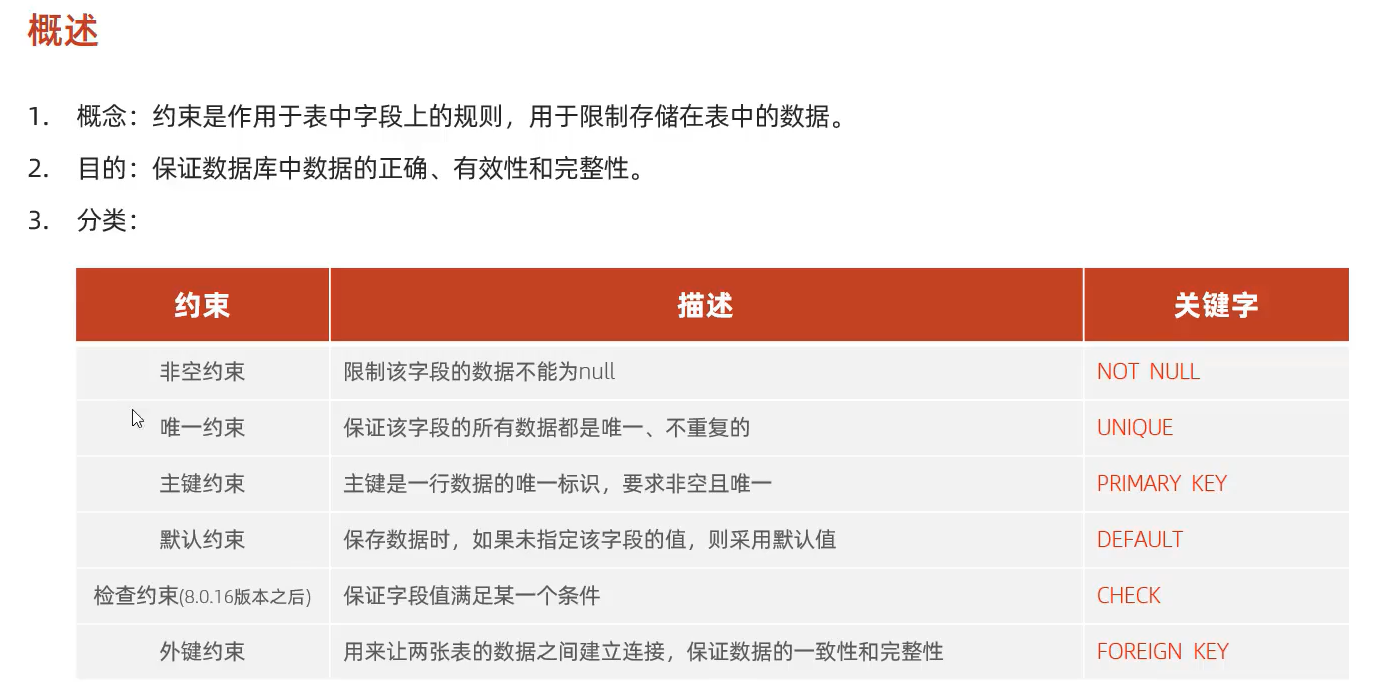 概述
1. 概念：约束是作用于表中字段上的规则，用于限制存储在表中的数据。
2. 目的：保证数据库中数据的正确、有效性和完整性。
3. 分类：
约束 描述 关键字
非空约束 限制该字段的数据不能为null NOT NULL
唯一约束 保证该字段的所有数据都是唯一、不重复的 UNIQUE
主键约束 主键是一行数据的唯一标识，要求非空且唯一 PRIMARY KEY
默认约束 保存数据时，如果未指定该字段的值，则采用默认值 DEFAULT
检查约束(8.0.16版本之后) 保证字段值满足某一个条件 CHECK
外键约束 用来让两张表的数据之间建立连接，保证数据的一致性和完整性 FOREIGN KEY